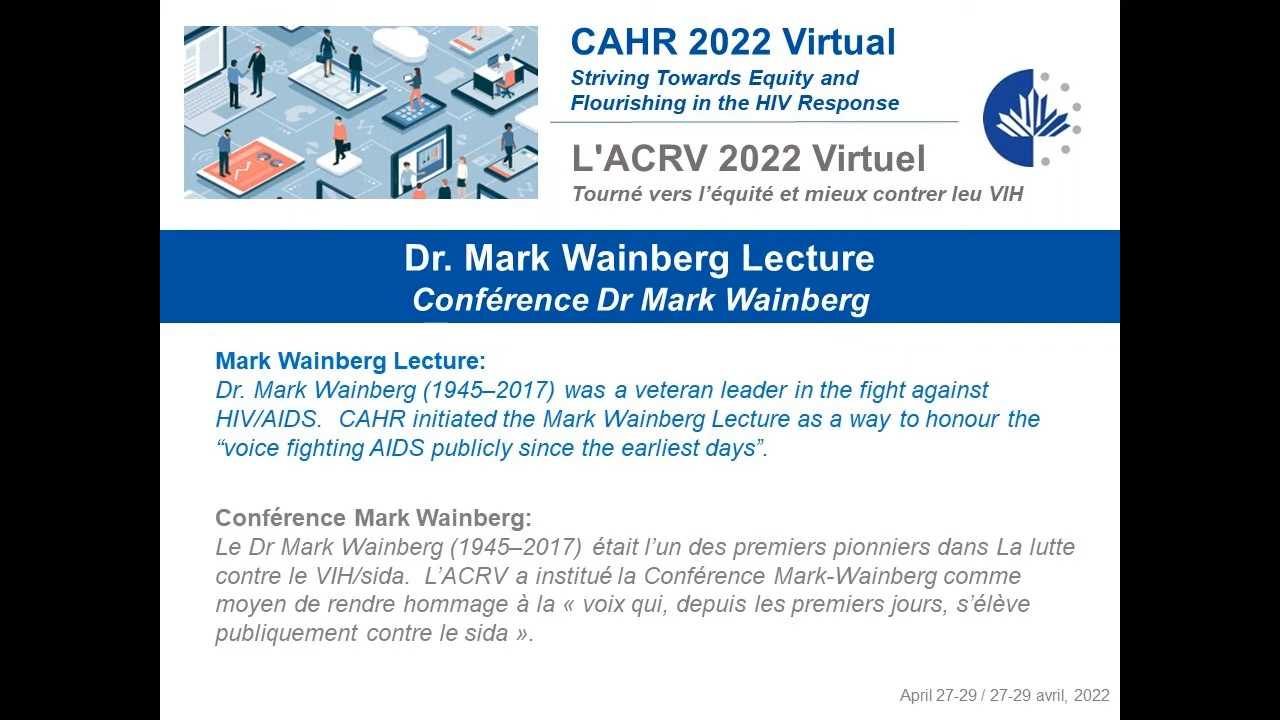 CAHR 2022 Virtual
Striving Towards Equity and
Flourishing in the HIV Response
L'ACRV 2022 Virtuel
Tourné vers l’équité et mieux contrer leu VIH
Dr. Mark Wainberg Lecture
Conférence Dr Mark Wainberg
Mark Wainberg Lecture:
Dr. Mark Wainberg (1945–2017) was a veteran leader in the fight against
HIV/AIDS. CAHR initiated the Mark Wainberg Lecture as a way to honour the
“voice fighting AIDS publicly since the earliest days”.
Conférence Mark Wainberg:
Le Dr Mark Wainberg (1945–2017) était l’un des premiers pionniers dans La lutte
contre le VIH/sida. L’ACRV a institué la Conférence Mark-Wainberg comme
moyen de rendre hommage à la « voix qui, depuis les premiers jours, s’élève
publiquement contre le sida ».
April 27-29 / 27-29 avril, 2022